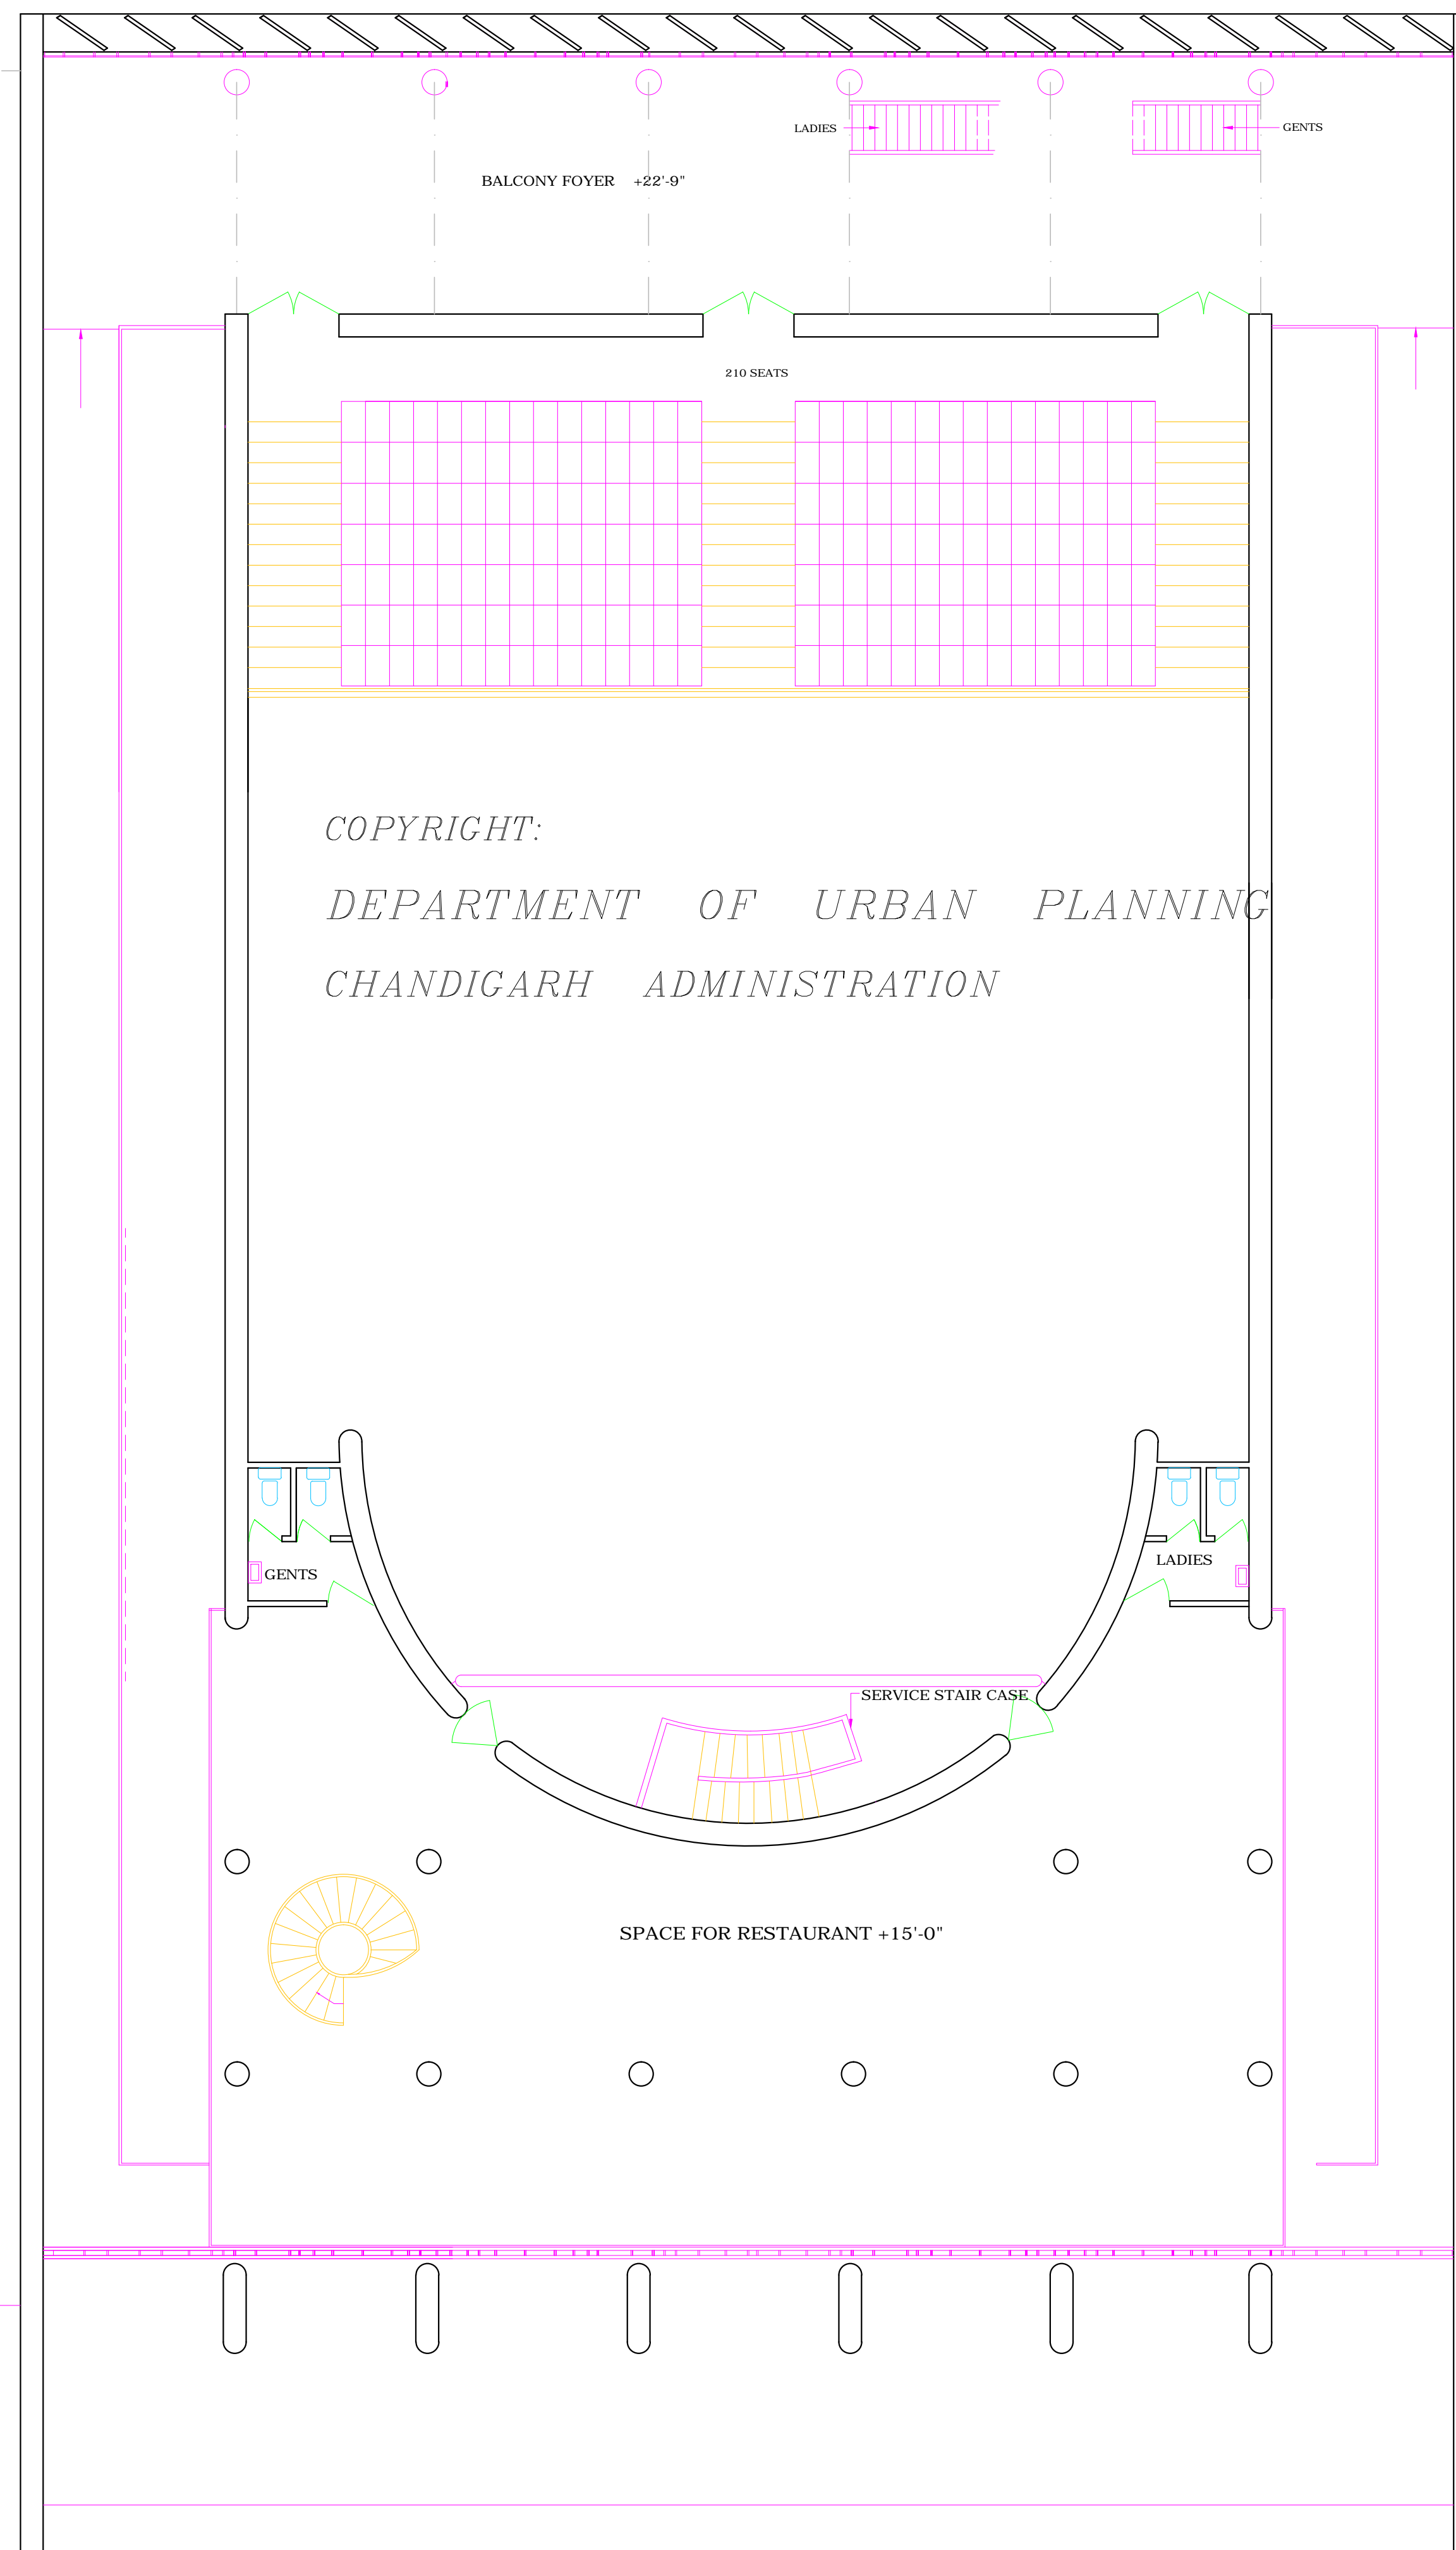 LADIES
GENTS
BALCONY FOYER +22'-9"
210 SEATS
COPYRIGHT:
DEPARTMENT OF URBAN PLANNING
CHANDIGARH ADMINISTRATION
GENTS
LADIES
SERVICE STAIR CASE
SPACE FOR RESTAURANT +15'-0"